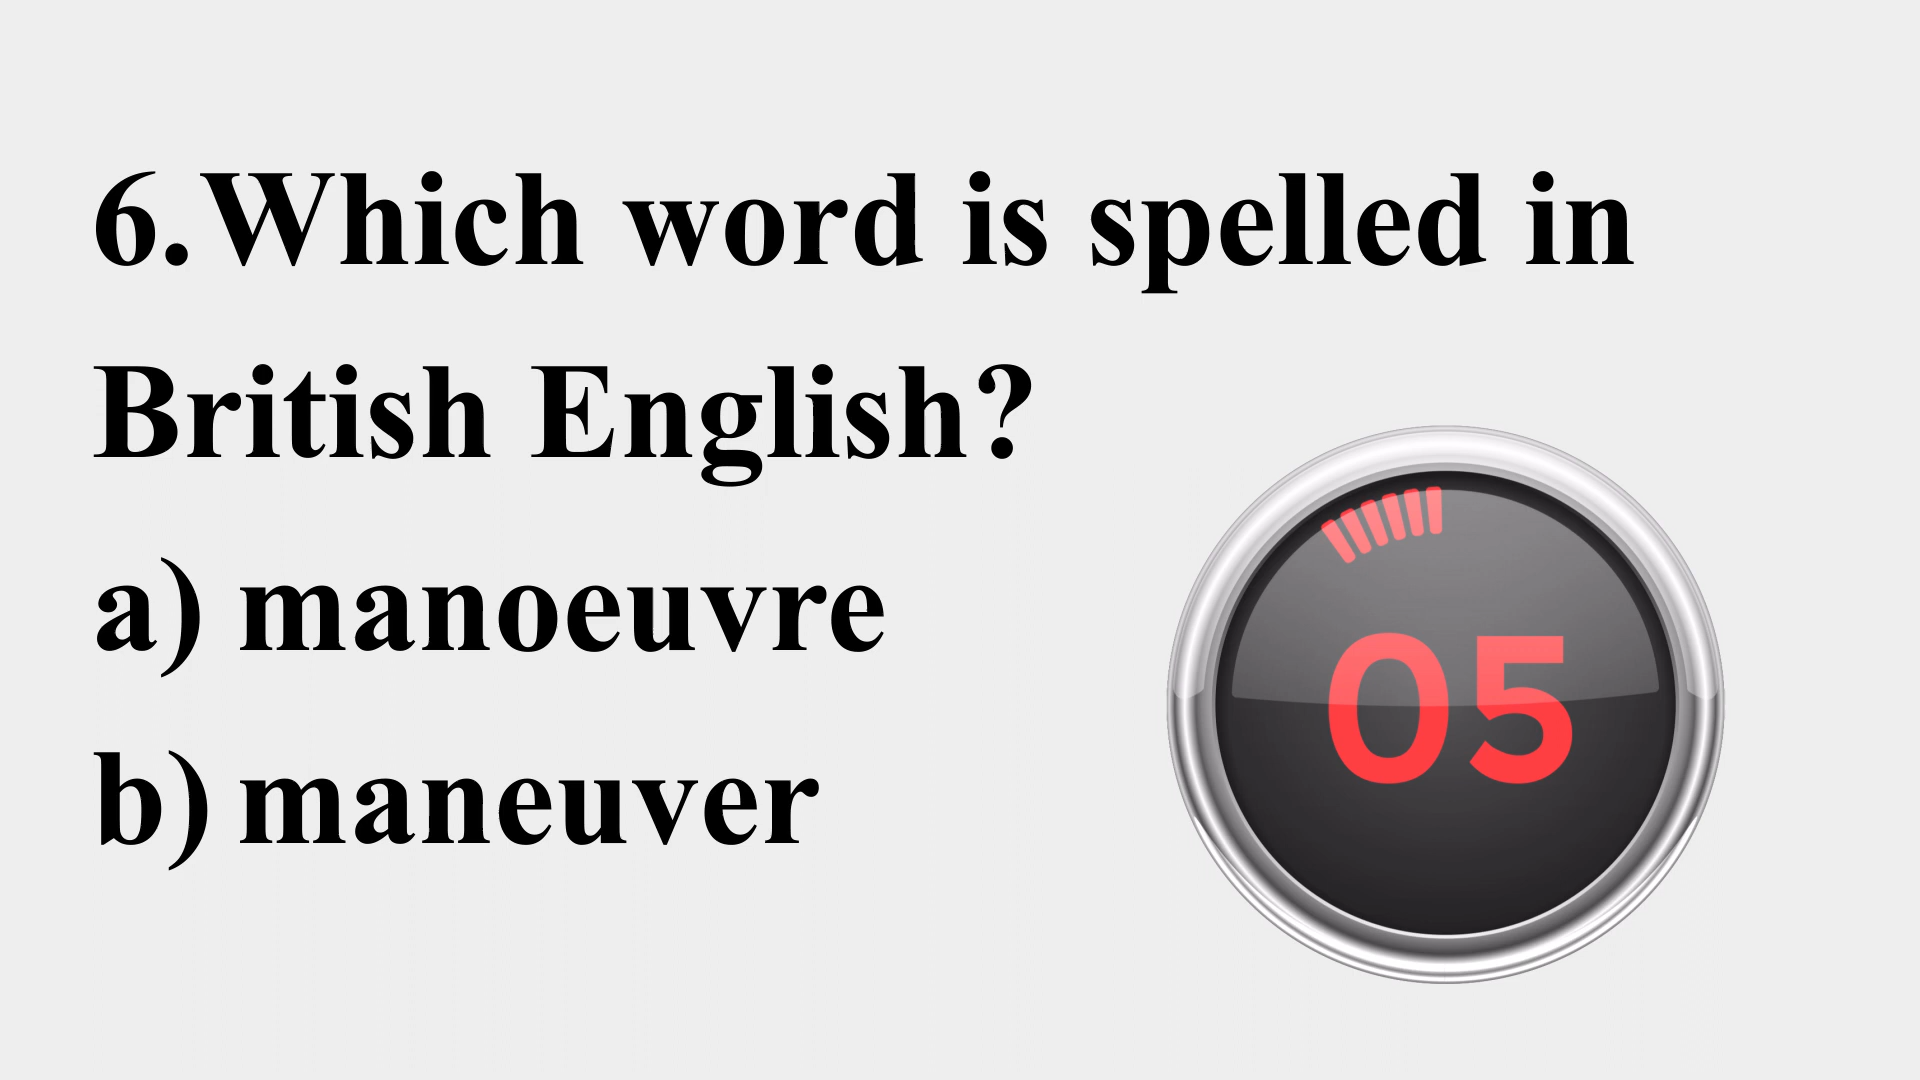 6.Which word is spelled in
British English?
a) manoeuvre
b) maneuver
05